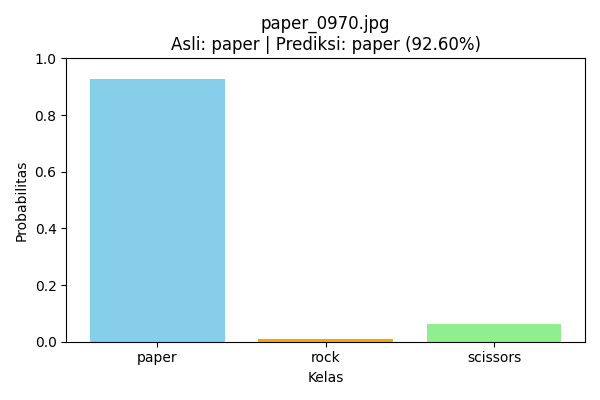 paper_0970.jpg
Asli: paper | Prediksi: paper (92.60%)
1.0
0.8
0.6
0.4
0.2
0.0
Probabilitas
paper rock scissors
Kelas